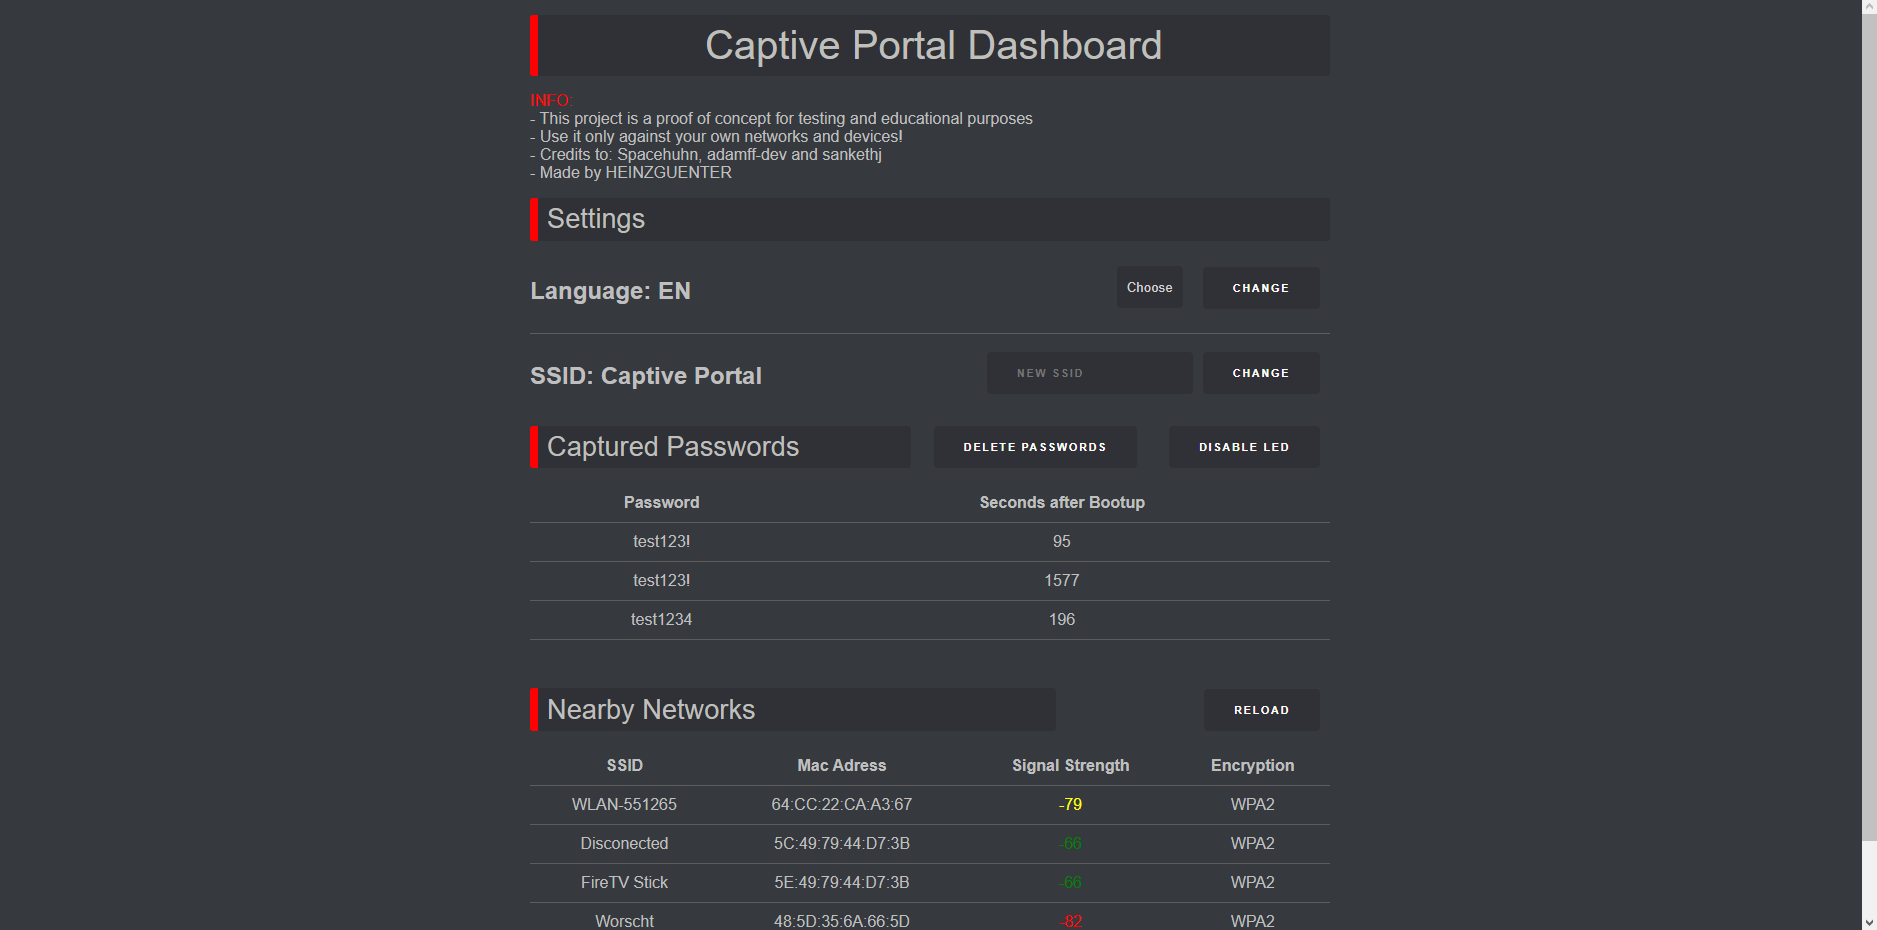 Captive Portal Dashboard
INFO:
- This project is a proof of concept for testing and educational purposes
- Use it only against your own networks and devices!
- Credits to: Spacehuhn, adamff-dev and sankethj
- Made by HEINZGUENTER
Settings
Language: EN Choose CHANGE
SSID: Captive Portal NEW SSID CHANGE
Captured Passwords DELETE PASSWORDS DISABLE LED
Password Seconds after Bootup
test123! 95
test123! 1577
test1234 196
Nearby Networks RELOAD
SSID Mac Adress Signal Strength Encryption
WLAN-551265 64:CC:22:CA:A3:67 -79 WPA2
Disconected 5C:49:79:44:D7:3B -66 WPA2
FireTV Stick 5E:49:79:44:D7:3B -66 WPA2
Worscht 48:5D:35:6A:66:5D -82 WPA2